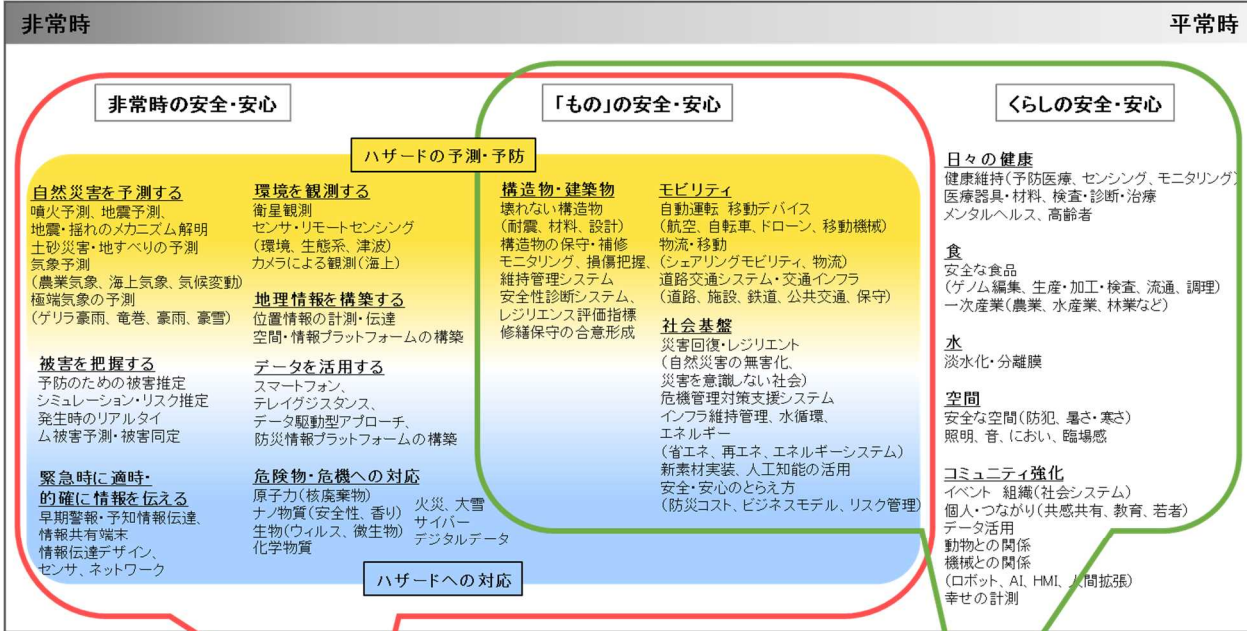 非常時
平常時
非常時の安全・安心
「もの」の安全・安心
くらしの安全・安心
ハザードの予測・予防
自然災害を予測する
噴火予測、地震予測、
地震・揺れのメカニズム解明
土砂災害・地すべりの予測
気象予測
(農業気象、海上気象、気候変動)
極端気象の予測
(ゲリラ豪雨、竜巻、豪雨、豪雪)
被害を把握する
予防のための被害推定
シミュレーション・リスク推定
発生時のリアルタイ
ム被害予測・被害同定
緊急時に適時・
的確に情報を伝える
早期警報・予知情報伝達、
情報共有端末
情報伝達デザイン、
センサ、ネットワーク
環境を観測する
衛星観測
センサ・リモートセンシング
(環境、生態系、津波)
カメラによる観測(海上)
地理情報を構築する
位置情報の計測・伝達
空間・情報プラットフォームの構築
データを活用する
スマートフォン、
テレイグジスタンス、
データ駆動型アプローチ、
防災情報プラットフォームの構築
危険物・危機への対応
原子力(核廃棄物)
ナノ物質(安全性、香り)
生物(ウィルス、微生物)
化学物質
火災、大雪
サイバー
デジタルデータ
構造物・建築物
壊れない構造物
(耐震、材料、設計)
構造物の保守・補修
モニタリング、損傷把握、
維持管理システム
安全性診断システム、
レジリエンス評価指標
修繕保守の合意形成
モビリティ
自動運転 移動デバイス
(航空、自転車、ドローン、移動機械)
物流・移動
(シェアリングモビリティ、物流)
道路交通システム・交通インフラ
(道路、施設、鉄道、公共交通、保守)
社会基盤
災害回復・レジリエント
(自然災害の無害化、
災害を意識しない社会)
危機管理対策支援システム
インフラ維持管理、水循環、
エネルギー
(省エネ、再エネ、エネルギーシステム)
新素材実装、人工知能の活用
安全・安心のとらえ方
(防災コスト、ビジネスモデル、リスク管理)
ハザードへの対応
日々の健康
健康維持(予防医療、センシング、モニタリング)
医療器具・材料、検査・診断・治療
メンタルヘルス、高齢者
食
安全な食品
(ゲノム編集、生産・加工・検査、流通、調理)
一次産業(農業、水産業、林業など)
水
淡水化・分離膜
空間
安全な空間(防犯、暑さ・寒さ)
照明、音、におい、臨場感
コミュニティ強化
イベント 組織(社会システム)
個人・つながり(共感共有、教育、若者)
データ活用
動物との関係
機械との関係
(ロボット、AI、HMI、人間拡張)
幸せの計測